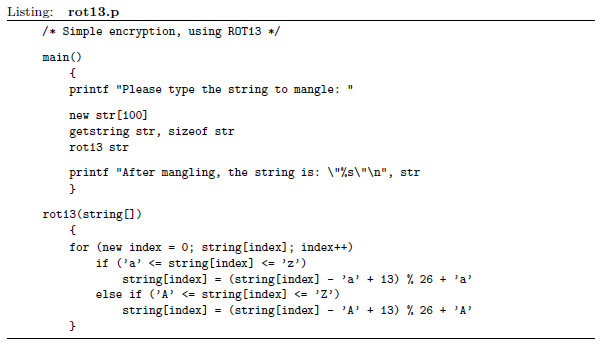 Listing: rot13.p
/* Simple encryption, using ROT13 */
main()
{
printf "Please type the string to mangle: "
new str[100]
getstring str, sizeof str
rot13 str
printf "After mangling, the string is: \"%s\"\n", str
}
rot13(string[])
{
for (new index = 0; string[index]; index++)
if (’a’ <= string[index] <= ’z’)
string[index] = (string[index] - ’a’ + 13) % 26 + ’a’
else if (’A’ <= string[index] <= ’Z’)
string[index] = (string[index] - ’A’ + 13) % 26 + ’A’
}